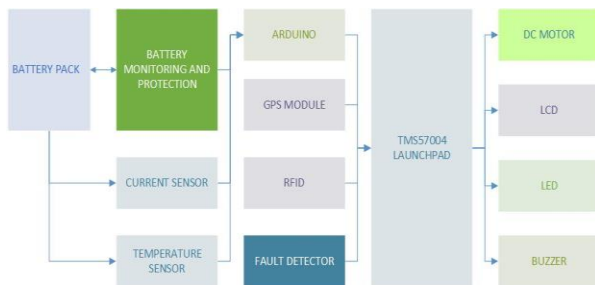 BATTERY PACK
BATTERY
MONITORING AND
PROTECTION
CURRENT SENSOR
TEMPERATURE
SENSOR
ARDUINO
GPS MODULE
RFID
FAULT DETECTOR
TMS57004
LAUNCHPAD
DC MOTOR
LCD
LED
BUZZER